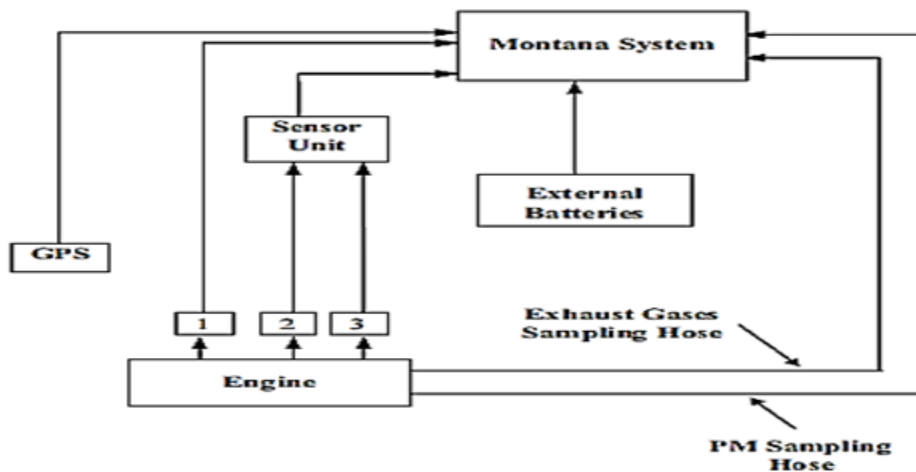 Montana System
Sensor
Unit
External
Batteries
GPS
1
2
3
Exhaust Gases
Sampling Hose
Engine
PM Sampling
Hose